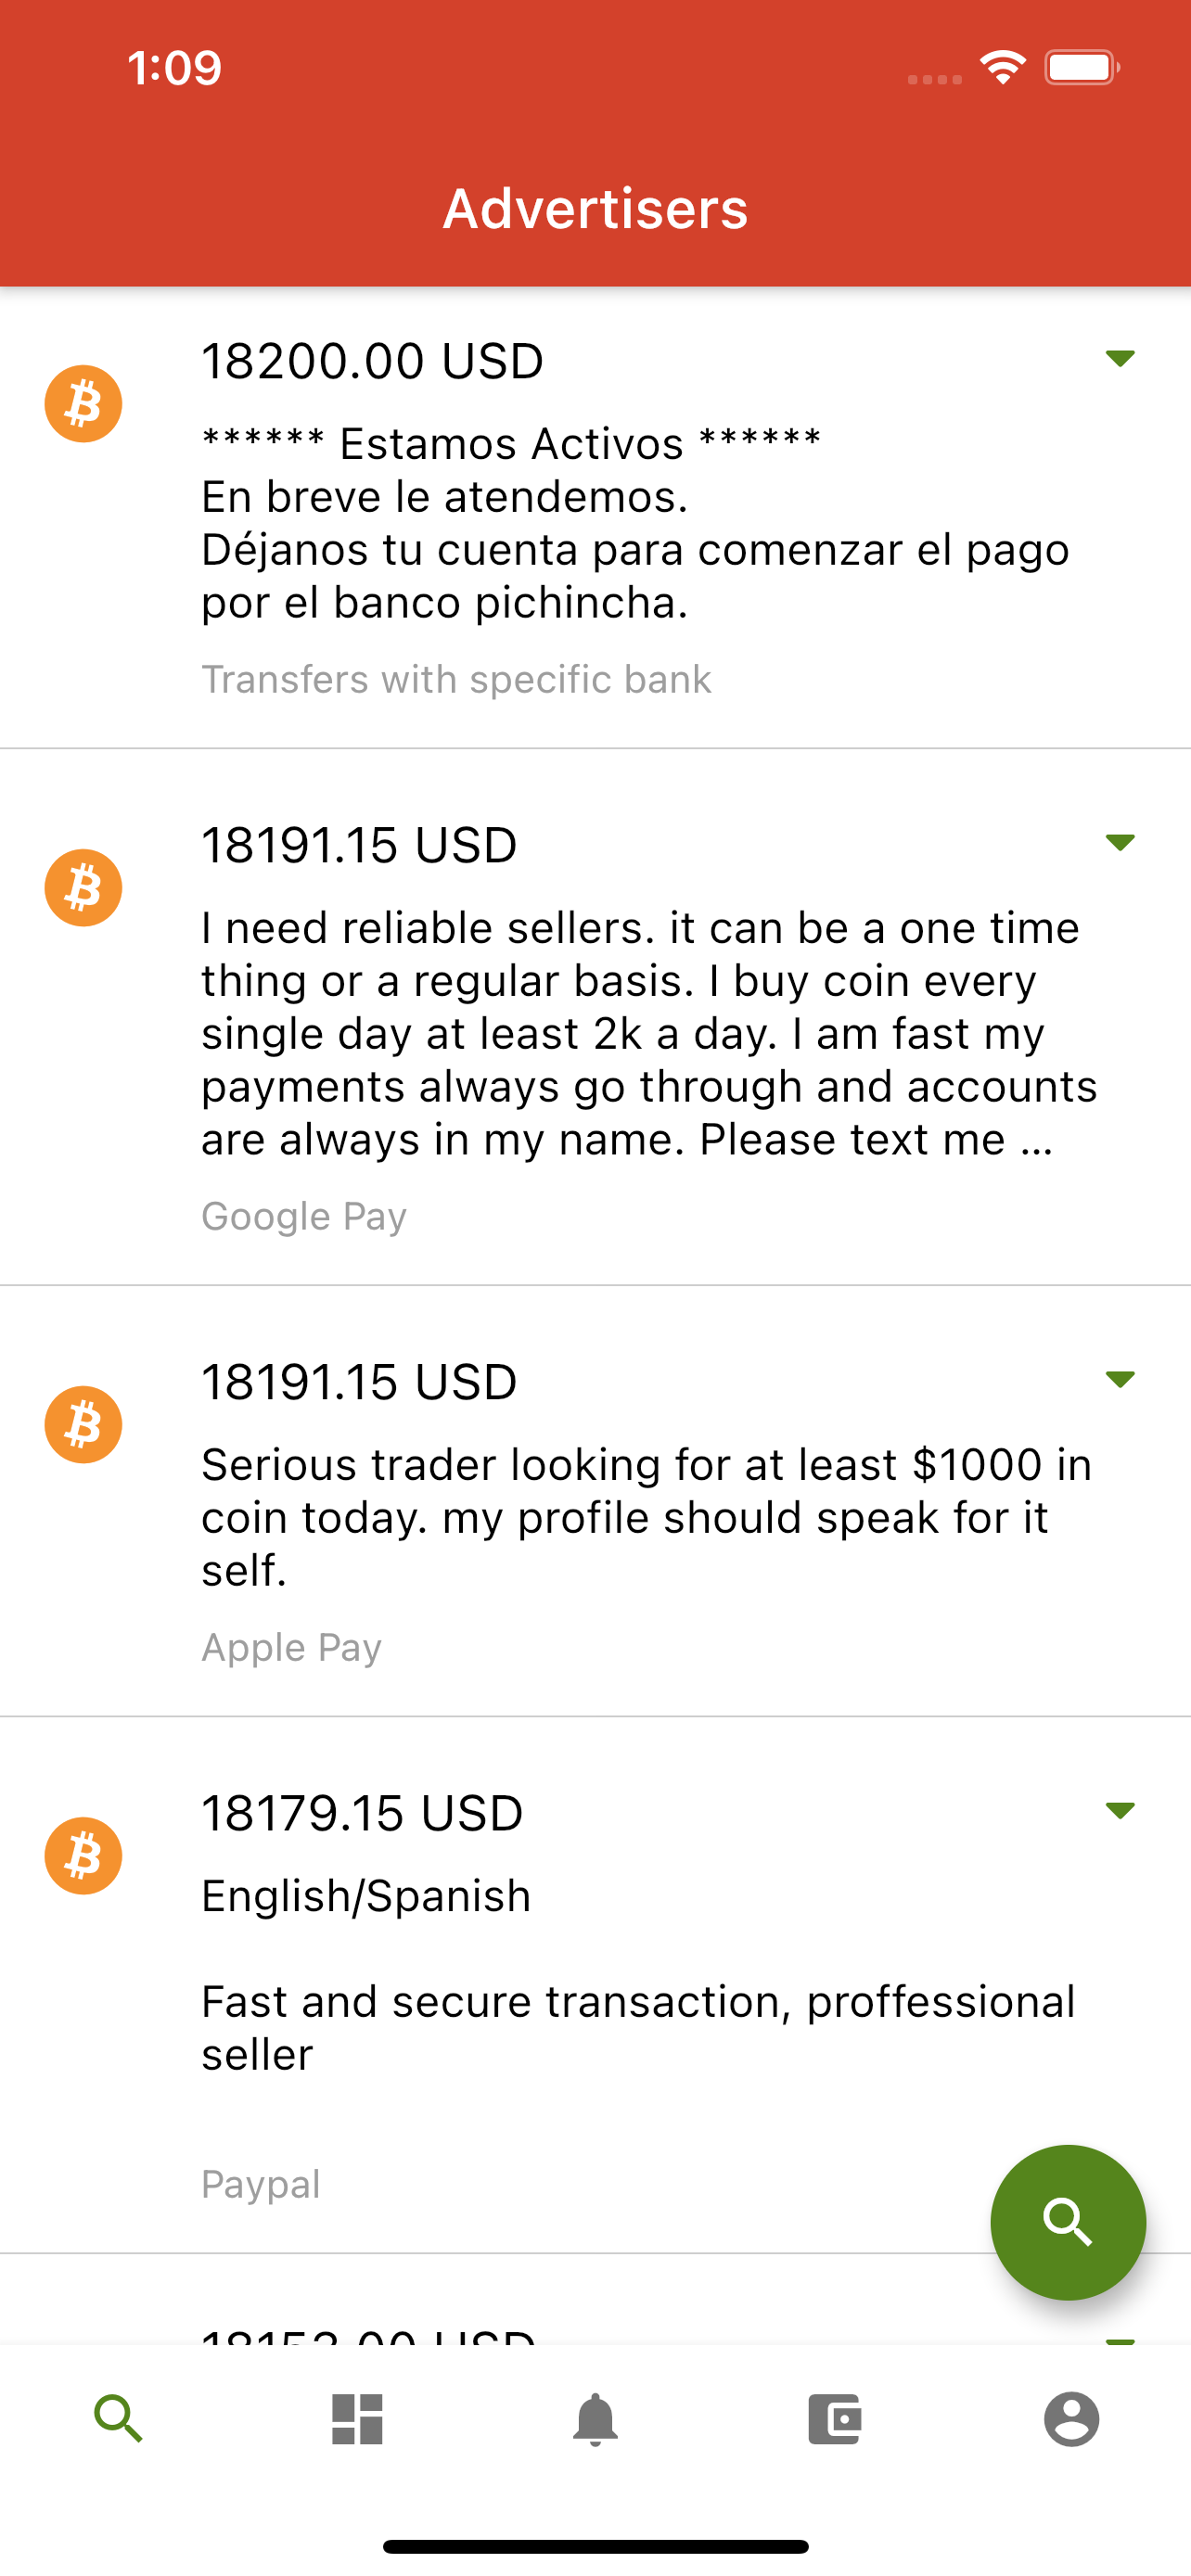 1:09
Advertisers
18200.00 USD
****** Estamos Activos ******
En breve le atendemos.
Déjanos tu cuenta para comenzar el pago
por el banco pichincha.
Transfers with specific bank
18191.15 USD
I need reliable sellers. it can be a one time
thing or a regular basis. I buy coin every
single day at least 2k a day. I am fast my
payments always go through and accounts
are always in my name. Please text me ...
Google Pay
18191.15 USD
Serious trader looking for at least $1000 in
coin today. my profile should speak for it
self.
Apple Pay
18179.15 USD
English/Spanish
Fast and secure transaction, proffessional
seller
Paypal
USD